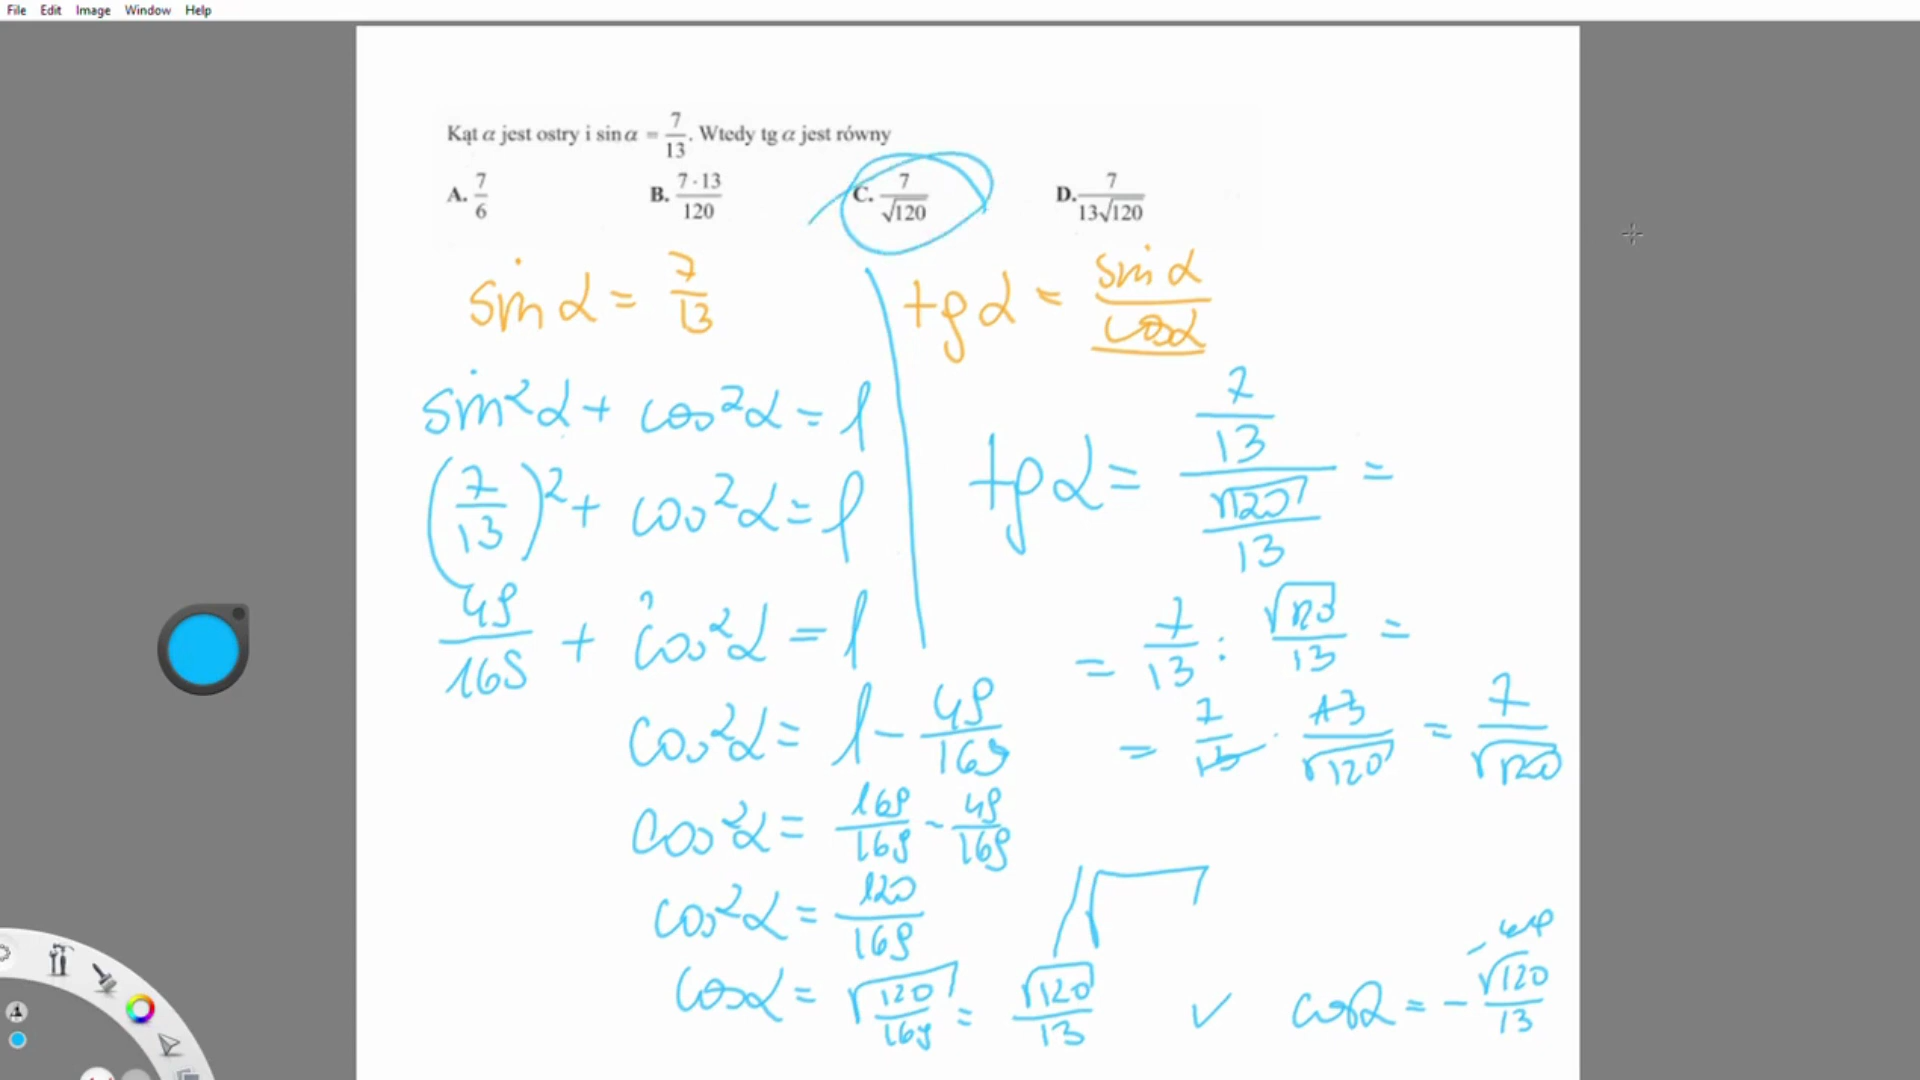 File Edit Image Window Help
Kąt α jest ostry i sin α = 7/13. Wtedy tg α jest równy
A. 7/6 B. 7·13/120 C. 7/√120 D. 7/13√120
sin α = 7/13
sin²α + cos²α = 1
(7/13)² + cos²α = 1
49/169 + cos²α = 1
cos²α = 1 - 49/169
cos²α = 169/169 - 49/169
cos²α = 120/169
cosα = √120/169 = √120/13 ∨ cosα = - √120/13
tg α = sin α/cos α
tg α = 7/13/√120/13 =
= 7/13 : √120/13 =
= 7/13 · 13/√120 = 7/√120